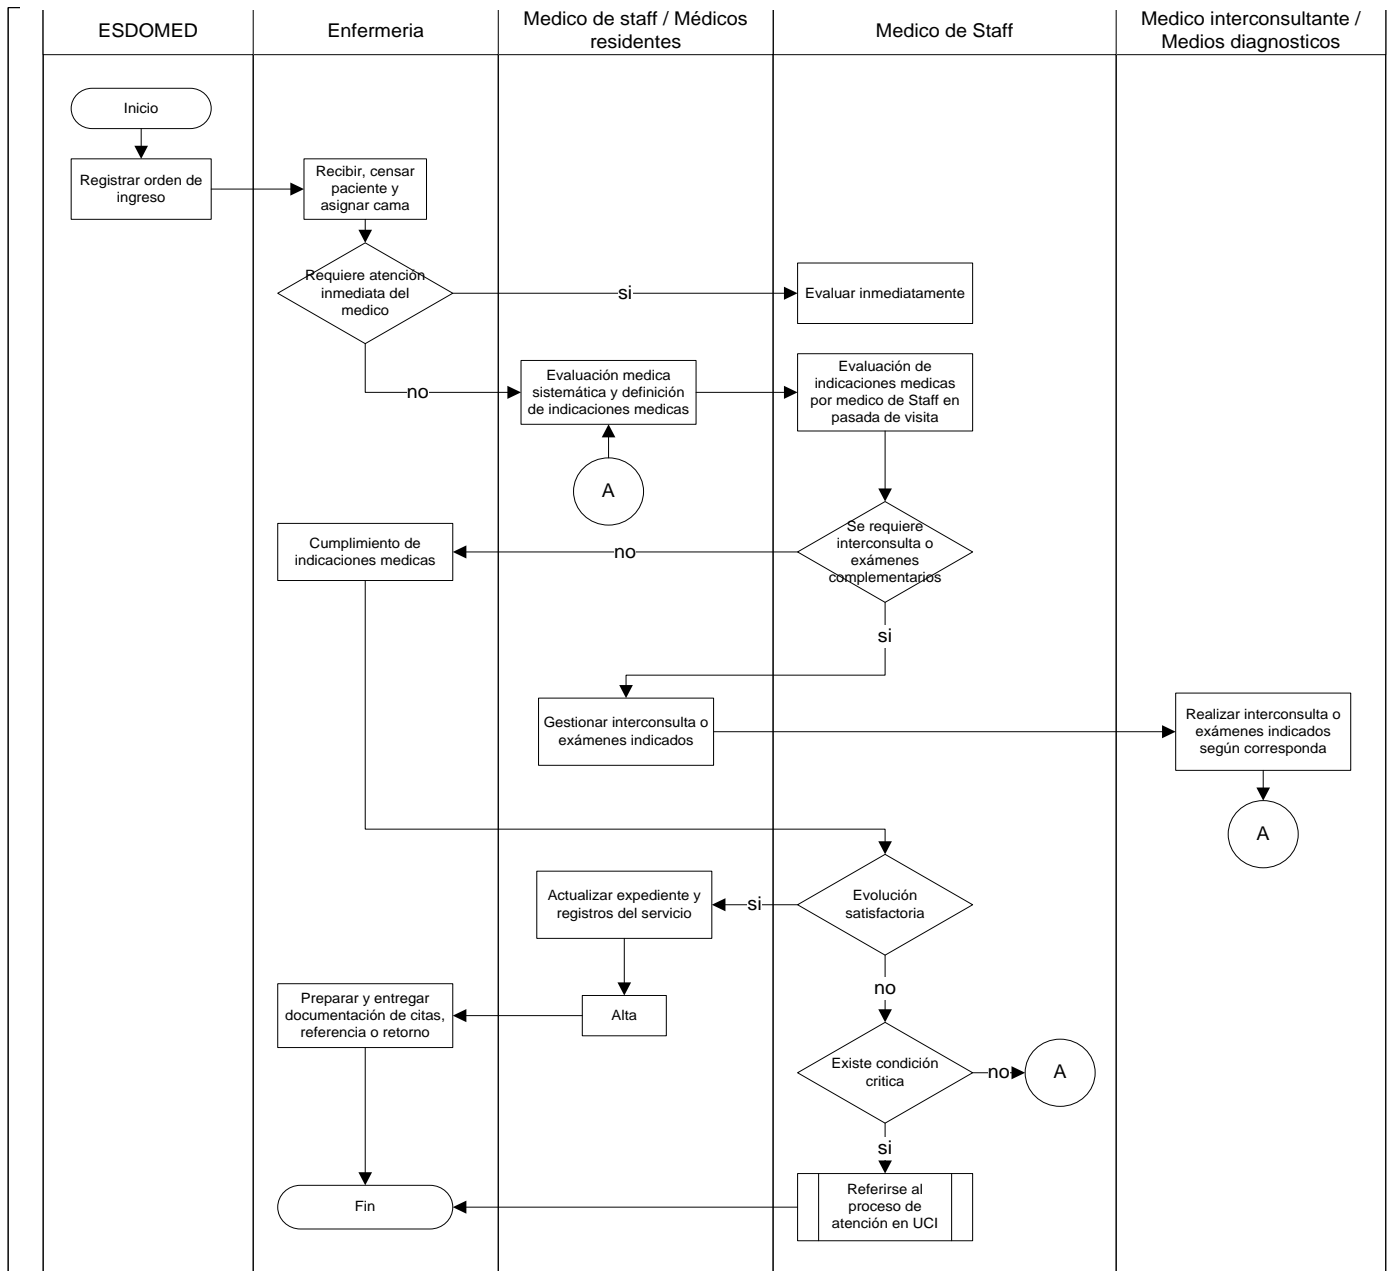 ESDOMED
Enfermeria
Medico de staff / Médicos
residentes
Medico de Staff
Medico interconsultante /
Medios diagnosticos
Inicio
Registrar orden de
ingreso
Recibir, censar
paciente y
asignar cama
Requiere atención
inmediata del
medico
si
Evaluar inmediatamente
no
Evaluación medica
sistemática y definición
de indicaciones medicas
Evaluación de
indicaciones medicas
por medico de Staff en
pasada de visita
A
Cumplimiento de
indicaciones medicas
no
Se requiere
interconsulta o
exámenes
complementarios
si
Gestionar interconsulta o
exámenes indicados
Realizar interconsulta o
exámenes indicados
según corresponda
A
Actualizar expediente y
registros del servicio
si
Evolución
satisfactoria
no
Preparar y entregar
documentación de citas,
referencia o retorno
Alta
Existe condición
critica
no
A
si
Fin
Referirse al
proceso de
atención en UCI